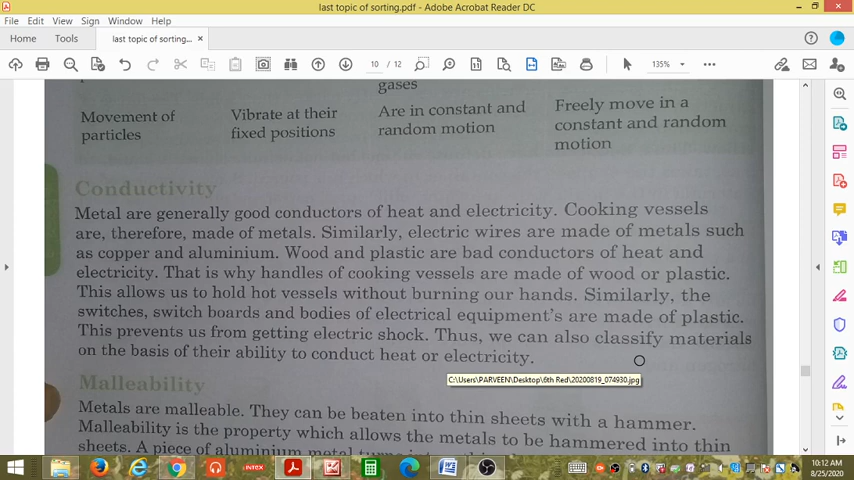 last topic of sorting....pdf - Adobe Acrobat Reader DC
File Edit View Sign Window Help
Home Tools last topic of sorting... ×
10 / 12 135%
gases
Movement of particles Vibrate at their fixed positions Are in constant and random motion Freely move in a constant and random motion
Conductivity
Metal are generally good conductors of heat and electricity. Cooking vessels
are, therefore, made of metals. Similarly, electric wires are made of metals such
as copper and aluminium. Wood and plastic are bad conductors of heat and
electricity. That is why handles of cooking vessels are made of wood or plastic.
This allows us to hold hot vessels without burning our hands. Similarly, the
switches, switch boards and bodies of electrical equipment's are made of plastic.
This prevents us from getting electric shock. Thus, we can also classify materials
on the basis of their ability to conduct heat or electricity.
C:\Users\PARVEEN\Desktop\6th Red\20200819_074930.jpg
Malleability
Metals are malleable. They can be beaten into thin sheets with a hammer.
Malleability is the property which allows the metals to be hammered into thin
sheets. A piece of aluminium metal turns into
INTEX
10:12 AM
8/25/2020